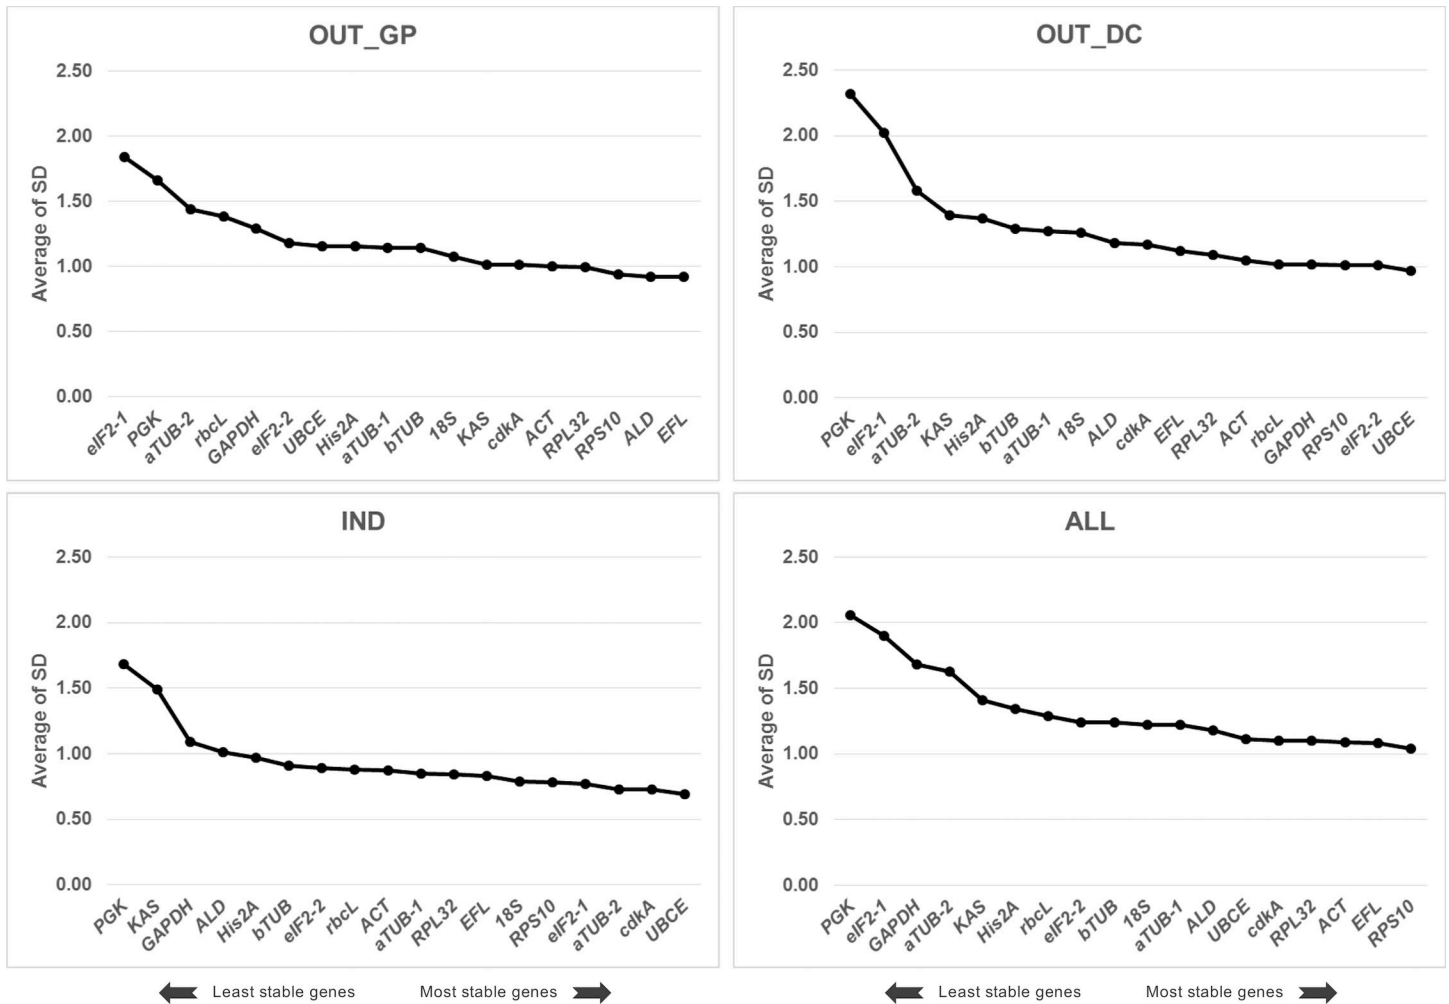 OUT_GP
Average of SD
2.50
2.00
1.50
1.00
0.50
0.00
eIF2-1 PGK aTUB-2 rbcL GAPDH eIF2-2 UBCE His2A aTUB-1 bTUB 18S KAS cdkA ACT RPL32 RPS10 ALD EFL
OUT_DC
Average of SD
2.50
2.00
1.50
1.00
0.50
0.00
PGK eIF2-1 aTUB-2 KAS His2A bTUB aTUB-1 18S ALD cdkA EFL RPL32 ACT rbcL GAPDH RPS10 eIF2-2 UBCE
IND
Average of SD
2.50
2.00
1.50
1.00
0.50
0.00
PGK KAS GAPDH ALD His2A bTUB eIF2-2 rbcL ACT aTUB-1 RPL32 EFL 18S RPS10 eIF2-1 aTUB-2 cdkA UBCE
ALL
Average of SD
2.50
2.00
1.50
1.00
0.50
0.00
PGK eIF2-1 GAPDH aTUB-2 KAS His2A rbcL eIF2-2 bTUB 18S aTUB-1 ALD UBCE cdkA RPL32 ACT EFL RPS10
Least stable genes Most stable genes
Least stable genes Most stable genes